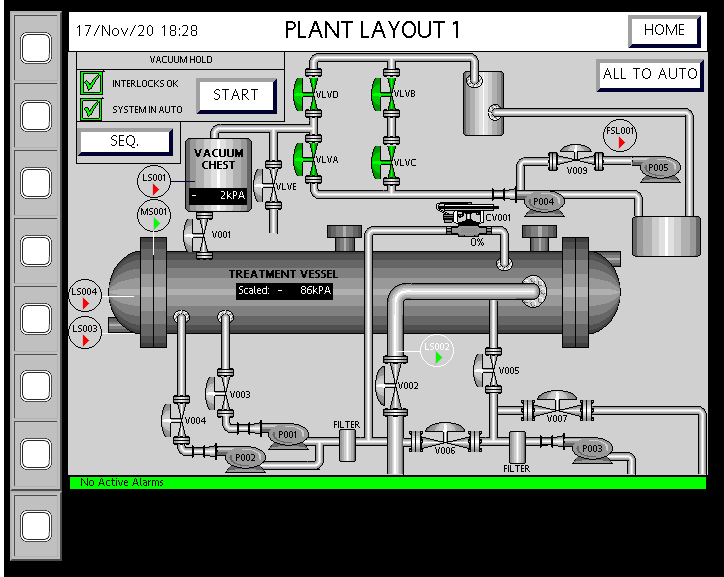 17/Nov/20 18:28
PLANT LAYOUT 1
HOME
VACUUM HOLD
INTERLOCKS OK
SYSTEM IN AUTO
START
ALL TO AUTO
SEQ.
VLVD
VLVB
VLVA
VLVC
VLVE
FSL001
V009
P005
P004
VACUUM
CHEST
- 2kPA
LS001
MS001
V001
CV001
0%
TREATMENT VESSEL
Scaled: - 86kPA
LS004
LS003
LS002
V002
V005
V003
V004
V007
P001
P002
FILTER
V006
FILTER
P003
No Active Alarms